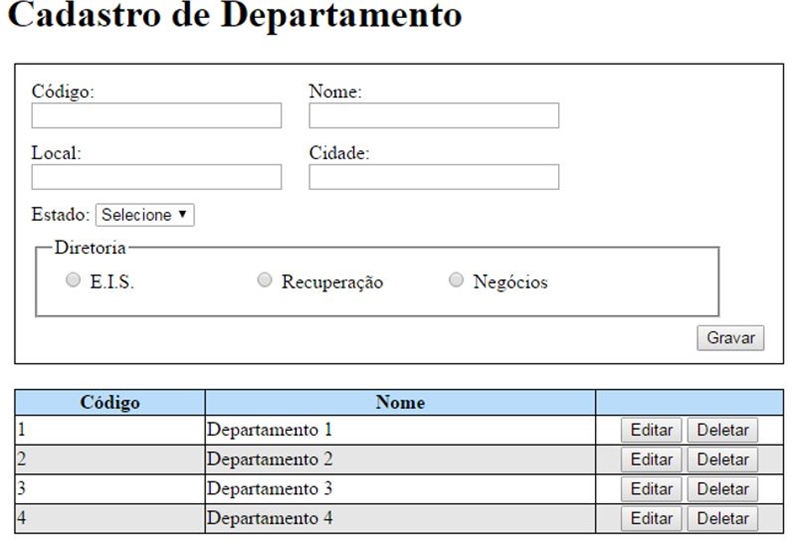 Cadastro de Departamento
Código: Nome:
Local: Cidade:
Estado: Selecione
Diretoria
E.I.S. Recuperação Negócios
Gravar
Código Nome
1 Departamento 1 Editar Deletar
2 Departamento 2 Editar Deletar
3 Departamento 3 Editar Deletar
4 Departamento 4 Editar Deletar